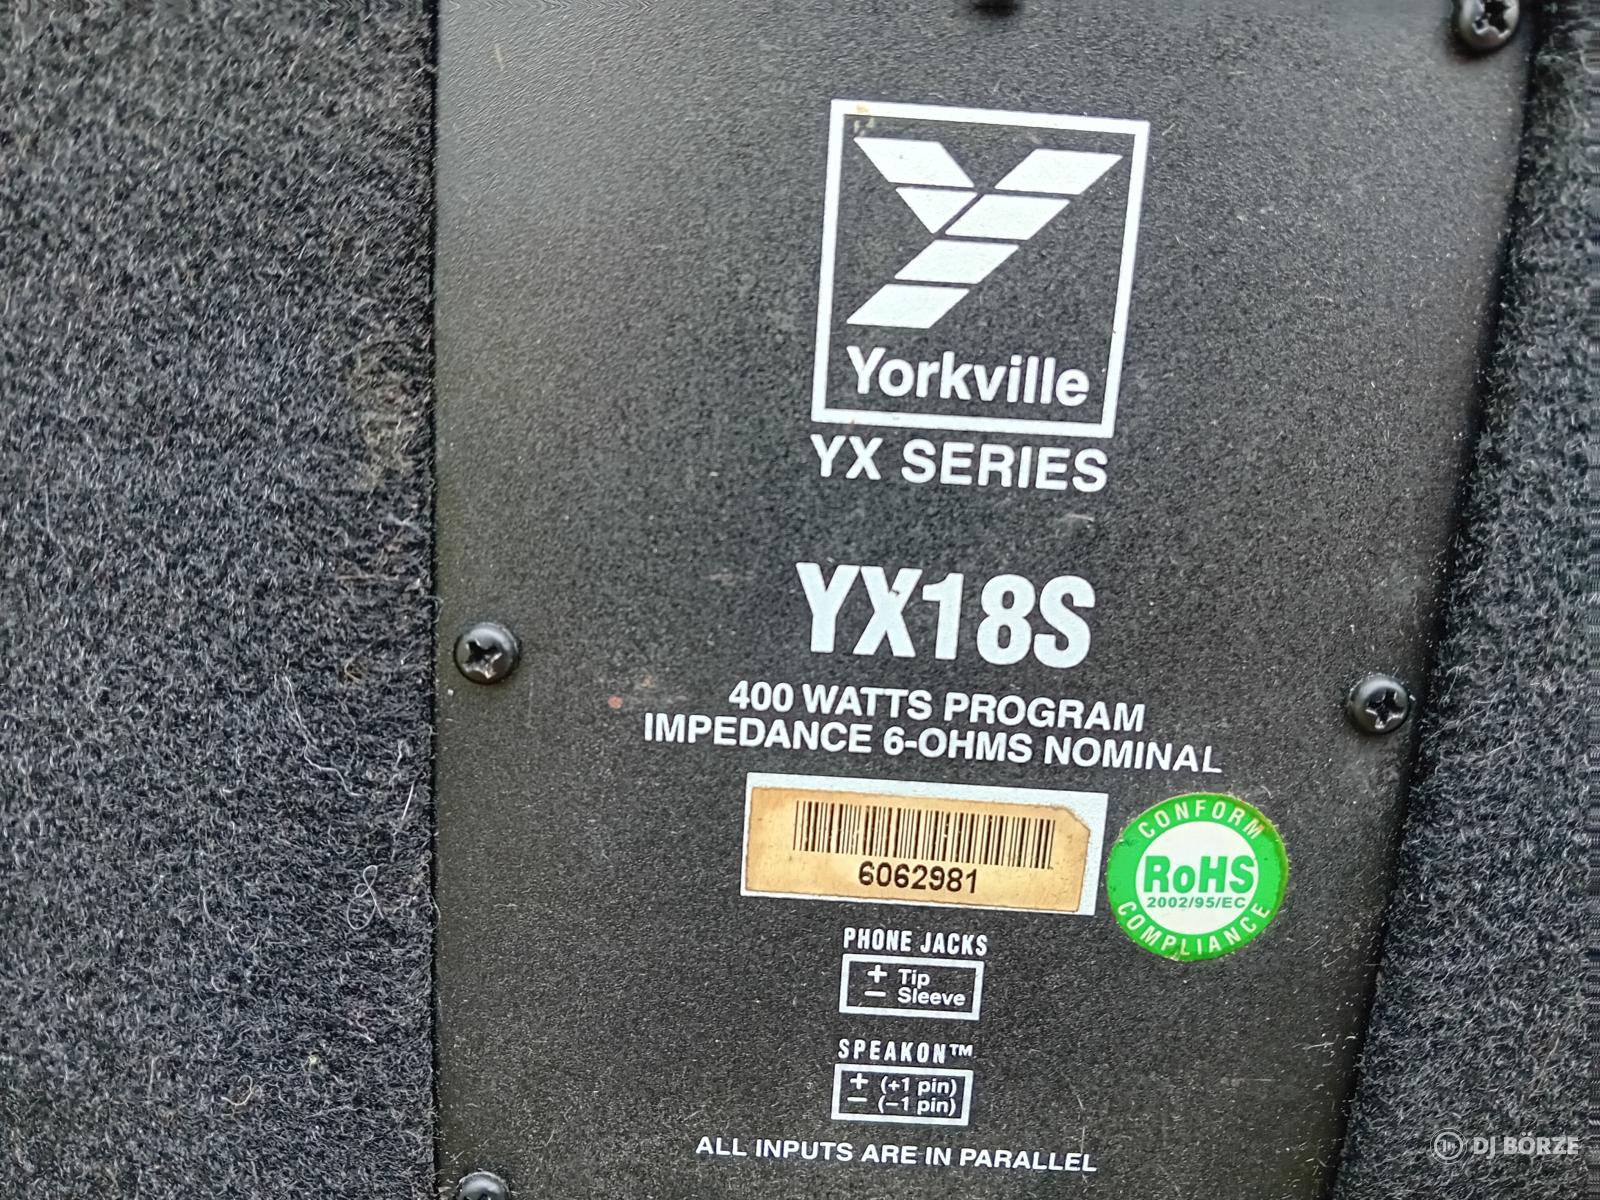 Yorkville
YX SERIES
YX18S
400 WATTS PROGRAM
IMPEDANCE 6-OHMS NOMINAL
6062981
CONFORM
RoHS
2002/95/EC
COMPLIANCE
PHONE JACKS
+ Tip
− Sleeve
SPEAKON™
+ (+1 pin)
− (−1 pin)
ALL INPUTS ARE IN PARALLEL
DJ BÖRZE